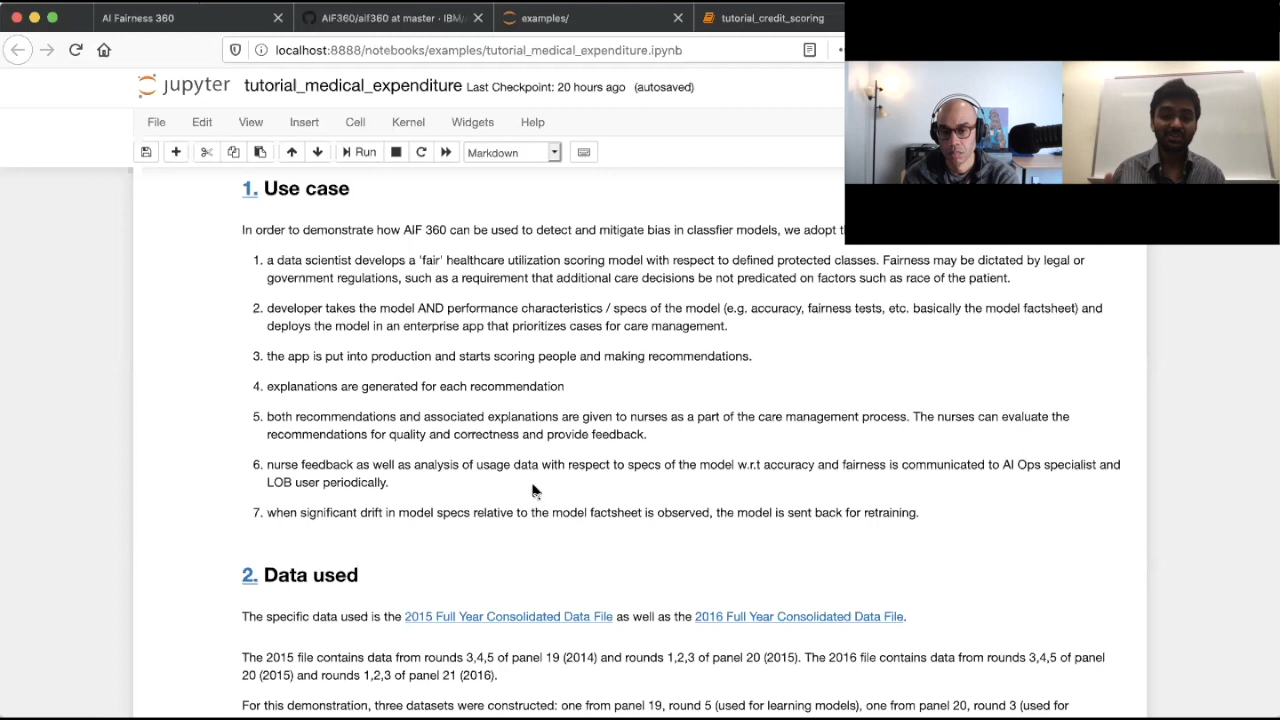 AI Fairness 360
AIF360/aif360 at master · IBM/
examples/
tutorial_credit_scoring
localhost:8888/notebooks/examples/tutorial_medical_expenditure.ipynb
jupyter tutorial_medical_expenditure Last Checkpoint: 20 hours ago (autosaved)
File Edit View Insert Cell Kernel Widgets Help
Run Markdown
1. Use case
In order to demonstrate how AIF 360 can be used to detect and mitigate bias in classfier models, we adopt
1. a data scientist develops a 'fair' healthcare utilization scoring model with respect to defined protected classes. Fairness may be dictated by legal or
government regulations, such as a requirement that additional care decisions be not predicated on factors such as race of the patient.
2. developer takes the model AND performance characteristics / specs of the model (e.g. accuracy, fairness tests, etc. basically the model factsheet) and
deploys the model in an enterprise app that prioritizes cases for care management.
3. the app is put into production and starts scoring people and making recommendations.
4. explanations are generated for each recommendation
5. both recommendations and associated explanations are given to nurses as a part of the care management process. The nurses can evaluate the
recommendations for quality and correctness and provide feedback.
6. nurse feedback as well as analysis of usage data with respect to specs of the model w.r.t accuracy and fairness is communicated to AI Ops specialist and
LOB user periodically.
7. when significant drift in model specs relative to the model factsheet is observed, the model is sent back for retraining.
2. Data used
The specific data used is the 2015 Full Year Consolidated Data File as well as the 2016 Full Year Consolidated Data File.
The 2015 file contains data from rounds 3,4,5 of panel 19 (2014) and rounds 1,2,3 of panel 20 (2015). The 2016 file contains data from rounds 3,4,5 of panel
20 (2015) and rounds 1,2,3 of panel 21 (2016).
For this demonstration, three datasets were constructed: one from panel 19, round 5 (used for learning models), one from panel 20, round 3 (used for